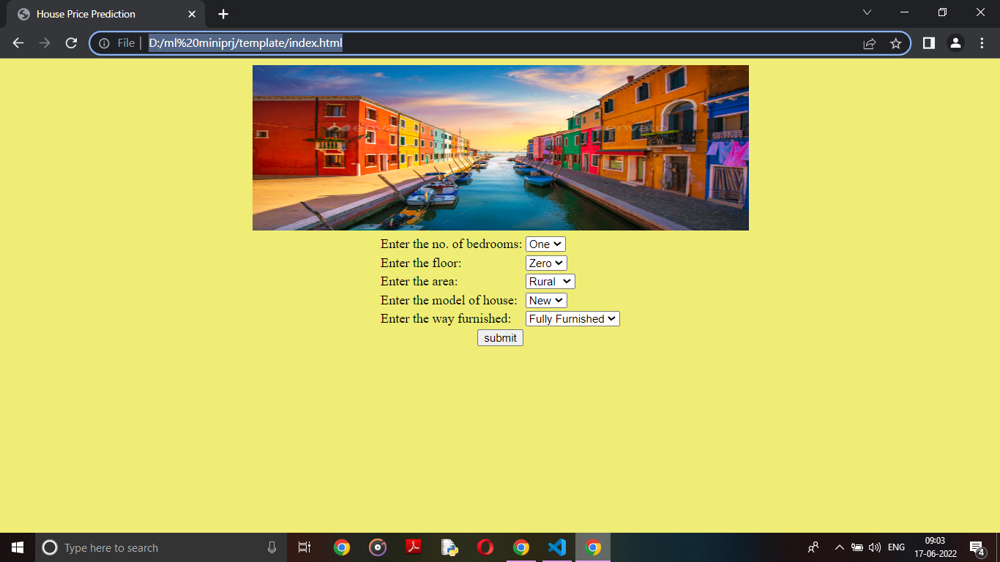 House Price Prediction
File | D:/ml%20miniprj/template/index.html
envato envato
Enter the no. of bedrooms: One
Enter the floor: Zero
Enter the area: Rural
Enter the model of house: New
Enter the way furnished: Fully Furnished
submit
Type here to search
ENG
09:03
17-06-2022
4